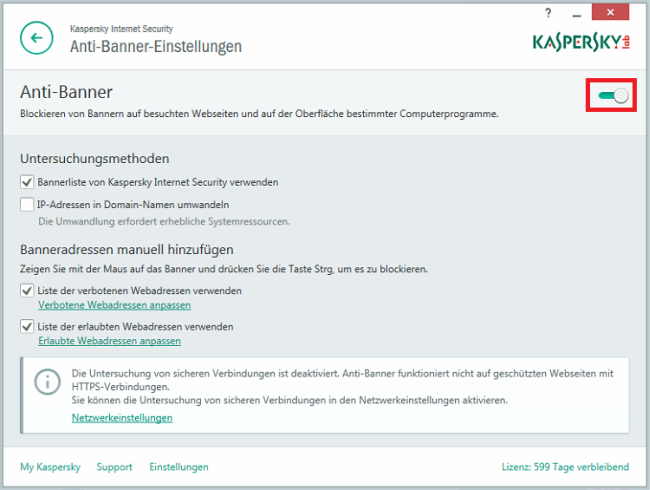 Kaspersky Internet Security
Anti-Banner-Einstellungen
?
KASPERSKY lab
Anti-Banner
Blockieren von Bannern auf besuchten Webseiten und auf der Oberfläche bestimmter Computerprogramme.
Untersuchungsmethoden
Bannerliste von Kaspersky Internet Security verwenden
IP-Adressen in Domain-Namen umwandeln
Die Umwandlung erfordert erhebliche Systemressourcen.
Banneradressen manuell hinzufügen
Zeigen Sie mit der Maus auf das Banner und drücken Sie die Taste Strg, um es zu blockieren.
Liste der verbotenen Webadressen verwenden
Verbotene Webadressen anpassen
Liste der erlaubten Webadressen verwenden
Erlaubte Webadressen anpassen
Die Untersuchung von sicheren Verbindungen ist deaktiviert. Anti-Banner funktioniert nicht auf geschützten Webseiten mit
HTTPS-Verbindungen.
Sie können die Untersuchung von sicheren Verbindungen in den Netzwerkeinstellungen aktivieren.
Netzwerkeinstellungen
My Kaspersky Support Einstellungen Lizenz: 599 Tage verbleibend